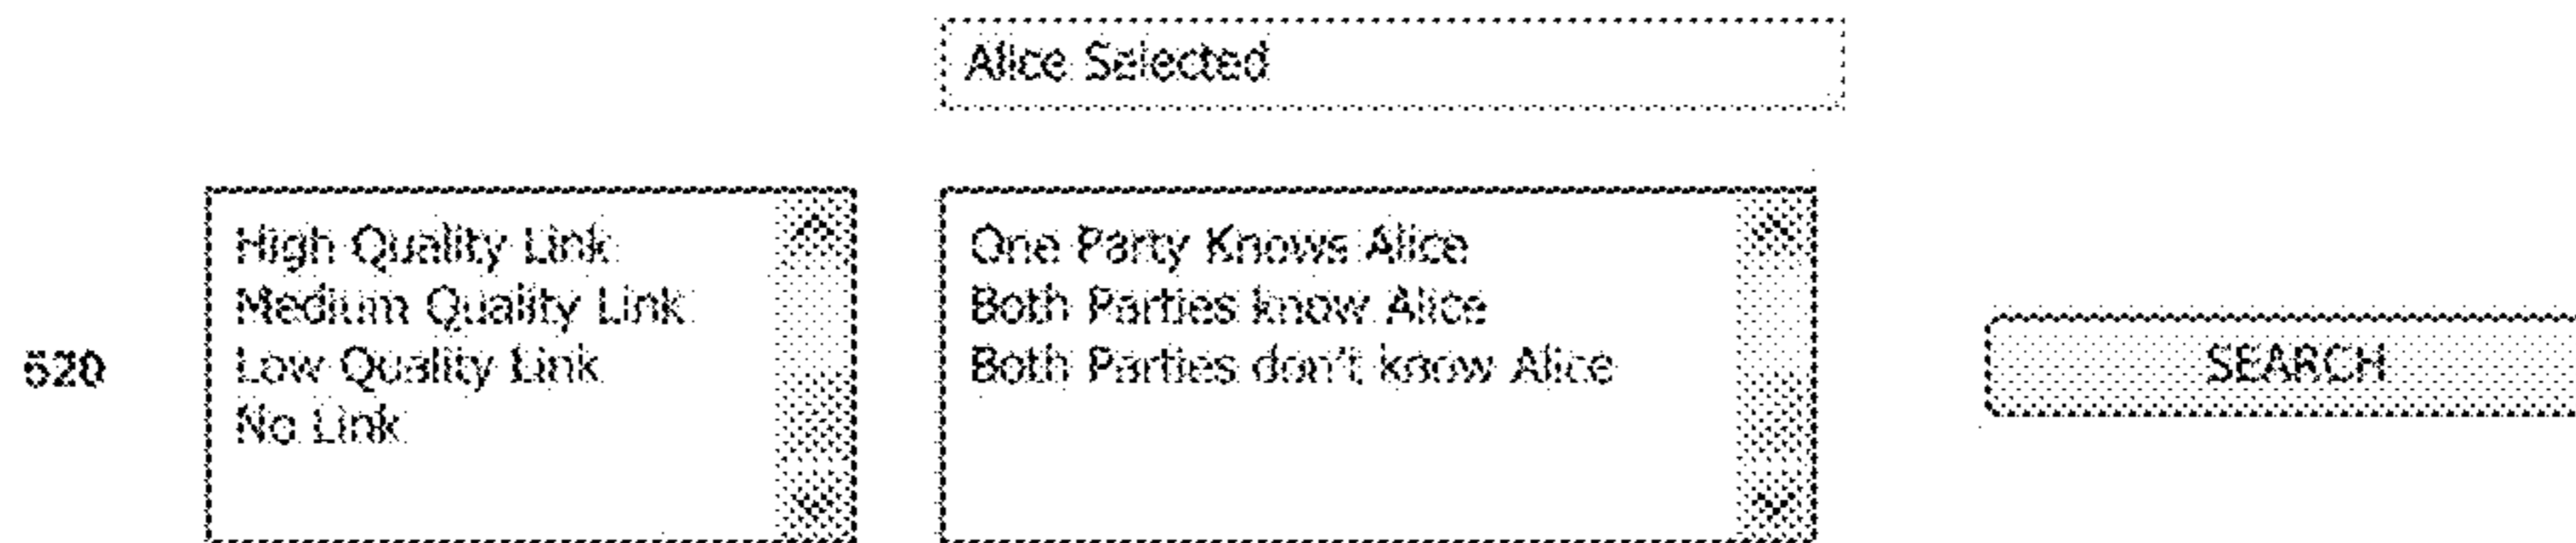 Alice Selected
High Quality Link
Medium Quality Link
Low Quality Link
No Link
One Party Knows Alice
Both Parties know Alice
Both Parties don't know Alice
520
SEARCH